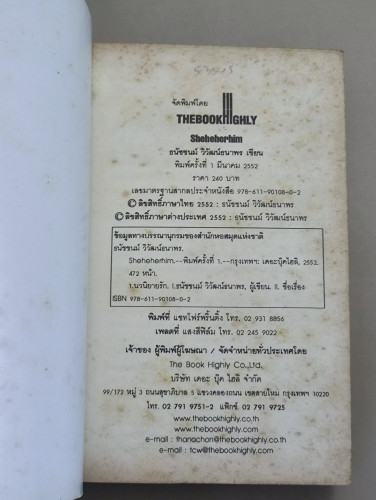 จัดพิมพ์โดย
THEBOOKHIGHLY
Sheheherhim
ธนัชชนม์ วิวัฒน์ธนาพร เขียน
พิมพ์ครั้งที่ 1 มีนาคม 2552
ราคา 240 บาท
เลขมาตรฐานสากลประจำหนังสือ 978-611-90108-0-2
© ลิขสิทธิ์ภาษาไทย 2552 : ธนัชชนม์ วิวัฒน์ธนาพร
© ลิขสิทธิ์ภาษาต่างประเทศ 2552 : ธนัชชนม์ วิวัฒน์ธนาพร
ข้อมูลทางบรรณานุกรมของสำนักหอสมุดแห่งชาติ
ธนัชชนม์ วิวัฒน์ธนาพร.
Sheheherhim.--พิมพ์ครั้งที่ 1.--กรุงเทพฯ: เดอะบุ๊คไฮลี, 2552.
472 หน้า.
1.นวนิยายรัก. I.ธนัชชนม์ วิวัฒน์ธนาพร, ผู้เขียน. II. ชื่อเรื่อง
ISBN 978-611-90108-0-2
พิมพ์ที่ แชทโฟร์พริ้นติ้ง โทร. 02 931 8856
เพลตที่ แสงสีฟิล์ม โทร. 02 245 9022
เจ้าของ ผู้พิมพ์ผู้โฆษณา / จัดจำหน่ายทั่วประเทศโดย
The Book Highly Co.,Ltd.
บริษัท เดอะ บุ๊ค ไฮลี จำกัด
99/172 หมู่ 3 ถนนสุขาภิบาล 5 แขวงคลองถนน เขตสายไหม กรุงเทพฯ 10220
โทร. 02 791 9751-2 แฟ็กซ์. 02 791 9725
www.thebookhighly.co.th
www.thebookhighly.com
e-mail : thanachon@thebookhighly.co.th
e-mail : tcw@thebookhighly.co.th